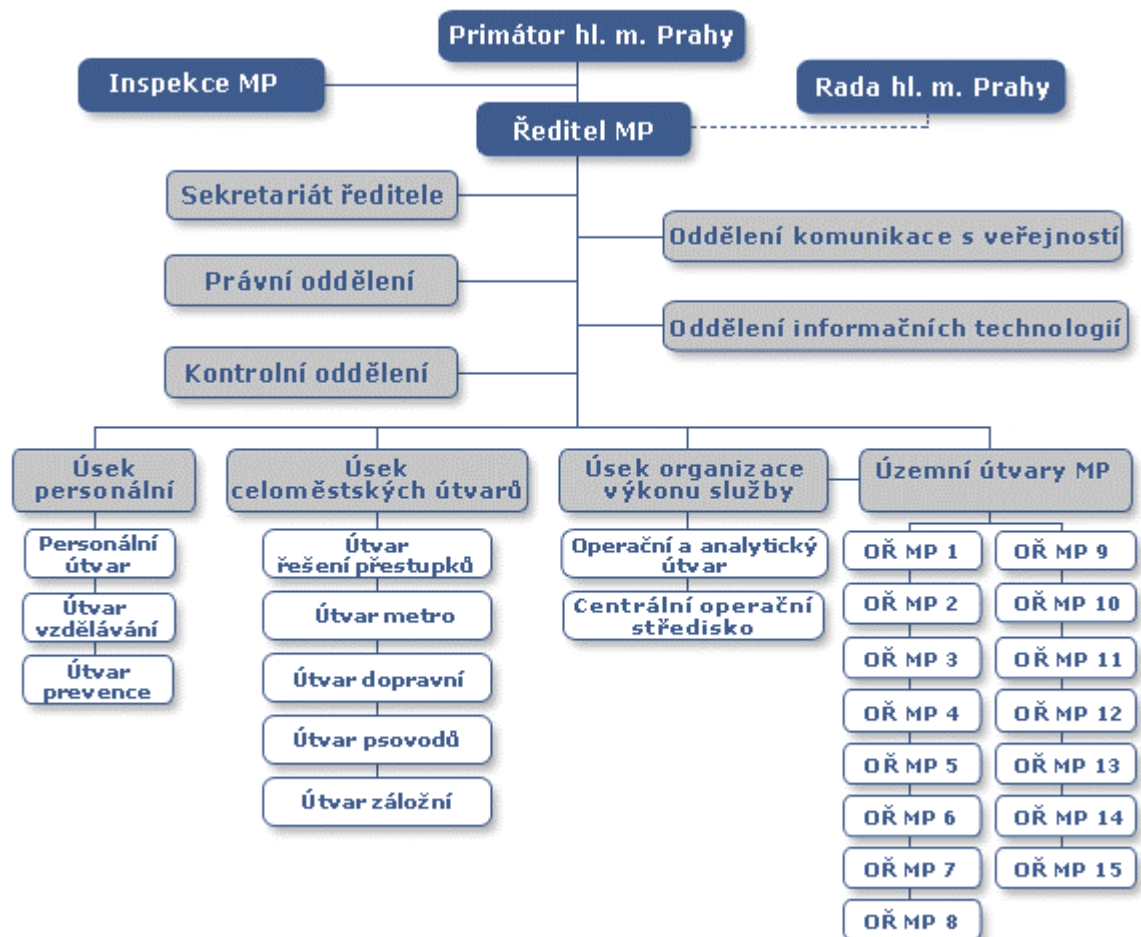 Primátor hl. m. Prahy
Inspekce MP
Rada hl. m. Prahy
Ředitel MP
Sekretariát ředitele
Oddělení komunikace s veřejností
Právní oddělení
Oddělení informačních technologií
Kontrolní oddělení
Úsek
personální
Úsek
celoměstských útvarů
Úsek organizace
výkonu služby
Územní útvary MP
Personální
útvar
Útvar
vzdělávání
Útvar
prevence
Útvar
řešení přestupků
Útvar metro
Útvar dopravní
Útvar psovodů
Útvar záložní
Operační a analytický
útvar
Centrální operační
středisko
OŘ MP 1
OŘ MP 2
OŘ MP 3
OŘ MP 4
OŘ MP 5
OŘ MP 6
OŘ MP 7
OŘ MP 8
OŘ MP 9
OŘ MP 10
OŘ MP 11
OŘ MP 12
OŘ MP 13
OŘ MP 14
OŘ MP 15